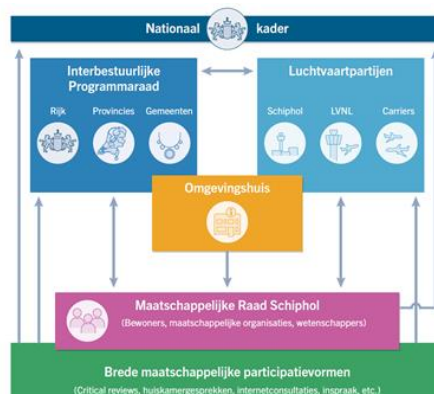 Nationaal kader
Interbestuurlijke
Programmaraad
Rijk Provincies Gemeenten
Luchtvaartpartijen
Schiphol LVNL Carriers
Omgevingshuis
Maatschappelijke Raad Schiphol
(Bewoners, maatschappelijke organisaties, wetenschappers)
Brede maatschappelijke participatievormen
(Critical reviews, huiskamergesprekken, internetconsultaties, inspraak, etc.)